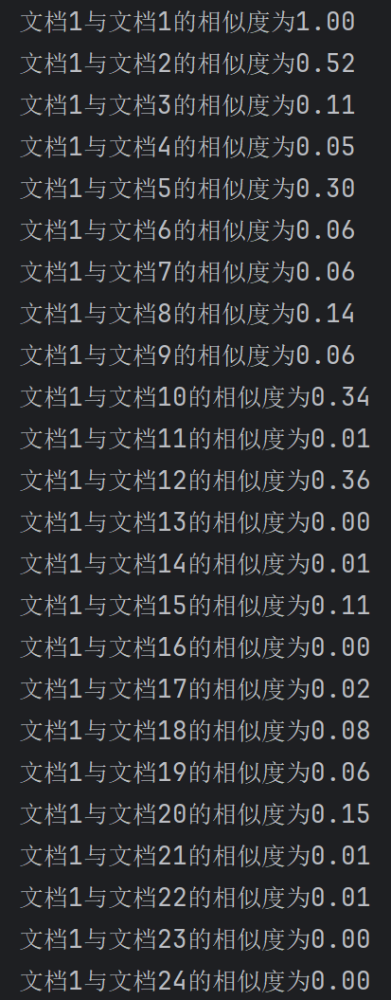 文档1与文档1的相似度为1.00
文档1与文档2的相似度为0.52
文档1与文档3的相似度为0.11
文档1与文档4的相似度为0.05
文档1与文档5的相似度为0.30
文档1与文档6的相似度为0.06
文档1与文档7的相似度为0.06
文档1与文档8的相似度为0.14
文档1与文档9的相似度为0.06
文档1与文档10的相似度为0.34
文档1与文档11的相似度为0.01
文档1与文档12的相似度为0.36
文档1与文档13的相似度为0.00
文档1与文档14的相似度为0.01
文档1与文档15的相似度为0.11
文档1与文档16的相似度为0.00
文档1与文档17的相似度为0.02
文档1与文档18的相似度为0.08
文档1与文档19的相似度为0.06
文档1与文档20的相似度为0.15
文档1与文档21的相似度为0.01
文档1与文档22的相似度为0.01
文档1与文档23的相似度为0.00
文档1与文档24的相似度为0.00